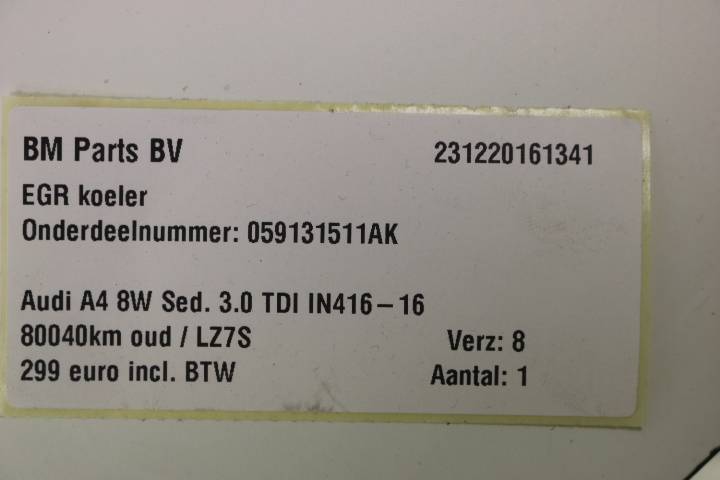 BM Parts BV 231220161341
EGR koeler
Onderdeelnummer: 059131511AK
Audi A4 8W Sed. 3.0 TDI IN416-16
80040km oud / LZ7S Verz: 8
299 euro incl. BTW Aantal: 1